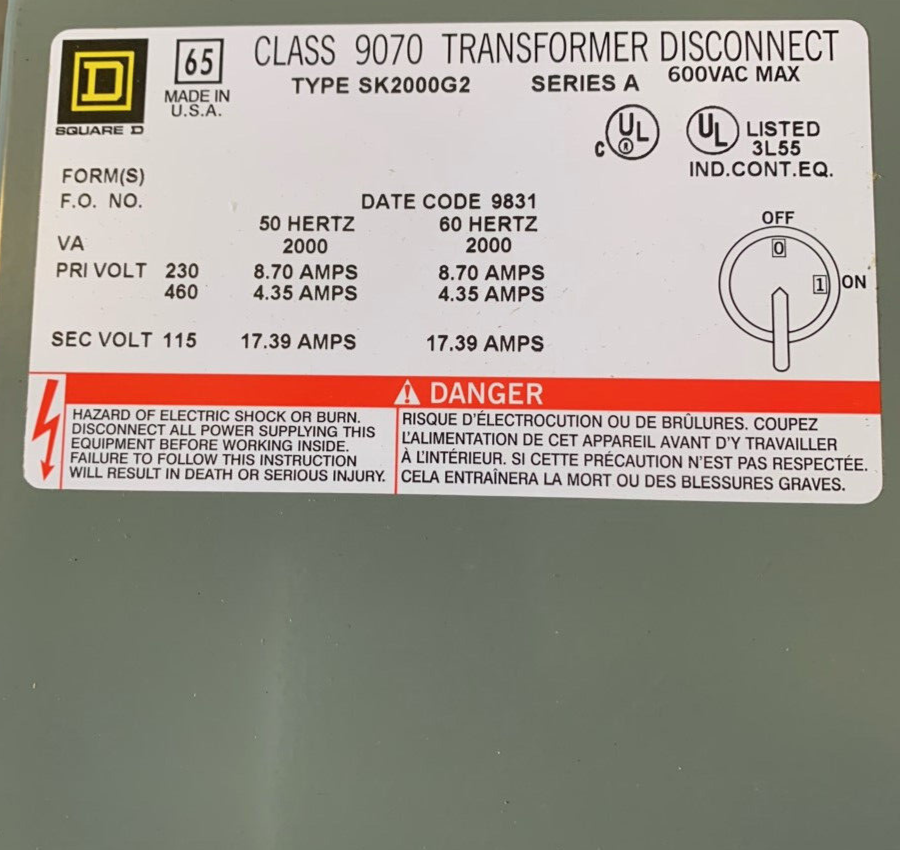 D
SQUARE D
65
MADE IN
U.S.A.
CLASS 9070 TRANSFORMER DISCONNECT
TYPE SK2000G2 SERIES A 600VAC MAX
C UL ®
UL LISTED
3L55
IND.CONT.EQ.
FORM(S)
F.O. NO. DATE CODE 9831
50 HERTZ 60 HERTZ
VA 2000 2000
PRI VOLT 230 8.70 AMPS 8.70 AMPS
460 4.35 AMPS 4.35 AMPS
SEC VOLT 115 17.39 AMPS 17.39 AMPS
OFF
0
1 ON
DANGER
HAZARD OF ELECTRIC SHOCK OR BURN.
DISCONNECT ALL POWER SUPPLYING THIS
EQUIPMENT BEFORE WORKING INSIDE.
FAILURE TO FOLLOW THIS INSTRUCTION
WILL RESULT IN DEATH OR SERIOUS INJURY.
RISQUE D'ÉLECTROCUTION OU DE BRÛLURES. COUPEZ
L'ALIMENTATION DE CET APPAREIL AVANT D'Y TRAVAILLER
À L'INTÉRIEUR. SI CETTE PRÉCAUTION N'EST PAS RESPECTÉE.
CELA ENTRAÎNERA LA MORT OU DES BLESSURES GRAVES.